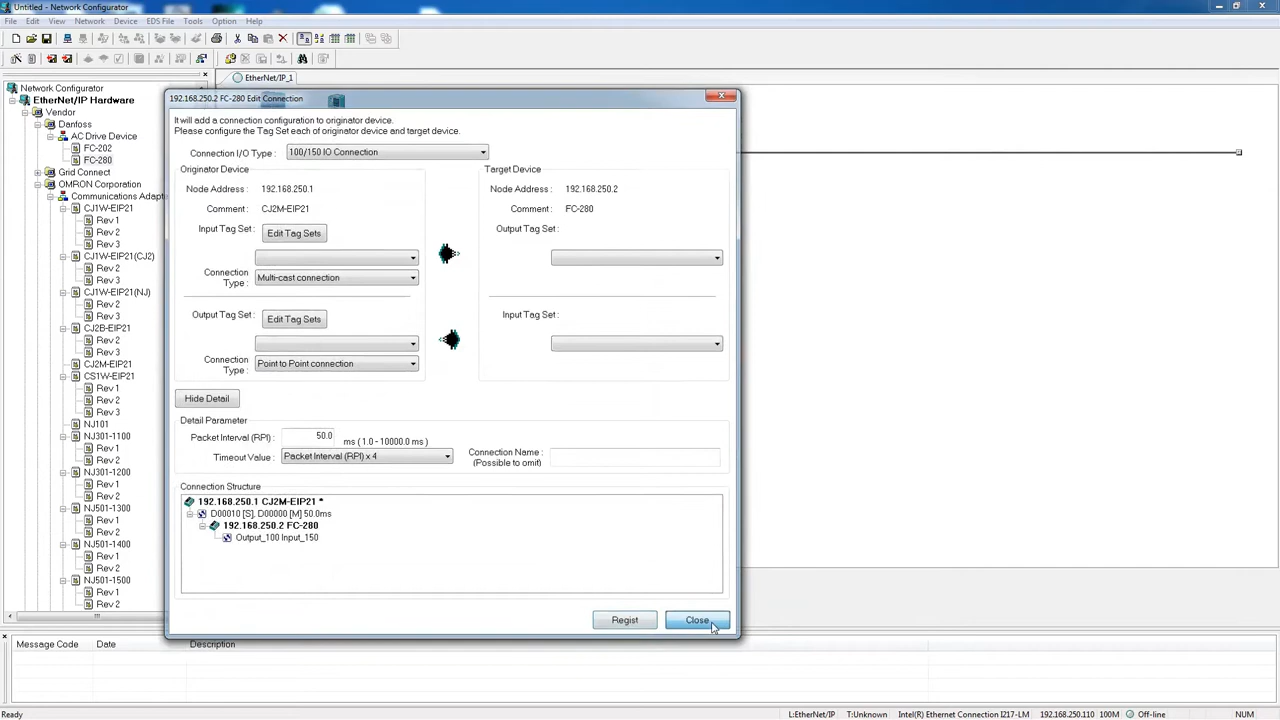 Untitled - Network Configurator
File Edit View Network Device EDS File Tools Option Help
EtherNet/IP_1
Network Configurator
EtherNet/IP Hardware
Vendor
Danfoss
AC Drive Device
FC-202
FC-280
Grid Connect
OMRON Corporation
Communications Adapte
CJ1W-EIP21
Rev 1
Rev 2
Rev 3
CJ1W-EIP21(CJ2)
Rev 2
Rev 3
CJ1W-EIP21(NJ)
Rev 2
Rev 3
CJ2B-EIP21
Rev 2
Rev 3
CJ2M-EIP21
CS1W-EIP21
Rev 1
Rev 2
Rev 3
NJ101
NJ301-1100
Rev 1
Rev 2
NJ301-1200
Rev 1
Rev 2
NJ501-1300
Rev 1
Rev 2
NJ501-1400
Rev 1
Rev 2
NJ501-1500
Rev 1
Rev 2
192.168.250.2 FC-280 Edit Connection
It will add a connection configuration to originator device.
Please configure the Tag Set each of originator device and target device.
Connection I/O Type : 100/150 IO Connection
Originator Device
Node Address : 192.168.250.1
Comment : CJ2M-EIP21
Input Tag Set : Edit Tag Sets
Connection Type : Multi-cast connection
Output Tag Set : Edit Tag Sets
Connection Type : Point to Point connection
Target Device
Node Address : 192.168.250.2
Comment : FC-280
Output Tag Set :
Input Tag Set :
Hide Detail
Detail Parameter
Packet Interval (RPI) : 50.0 ms ( 1.0 - 10000.0 ms )
Timeout Value : Packet Interval (RPI) x 4
Connection Name :
(Possible to omit)
Connection Structure
192.168.250.1 CJ2M-EIP21 *
D00010 [S], D00000 [M] 50.0ms
192.168.250.2 FC-280
Output_100 Input_150
Regist Close
Message Code Date Description
Ready L:EtherNet/IP T:Unknown Intel(R) Ethernet Connection I217-LM 192.168.250.110 100M Off-line NUM